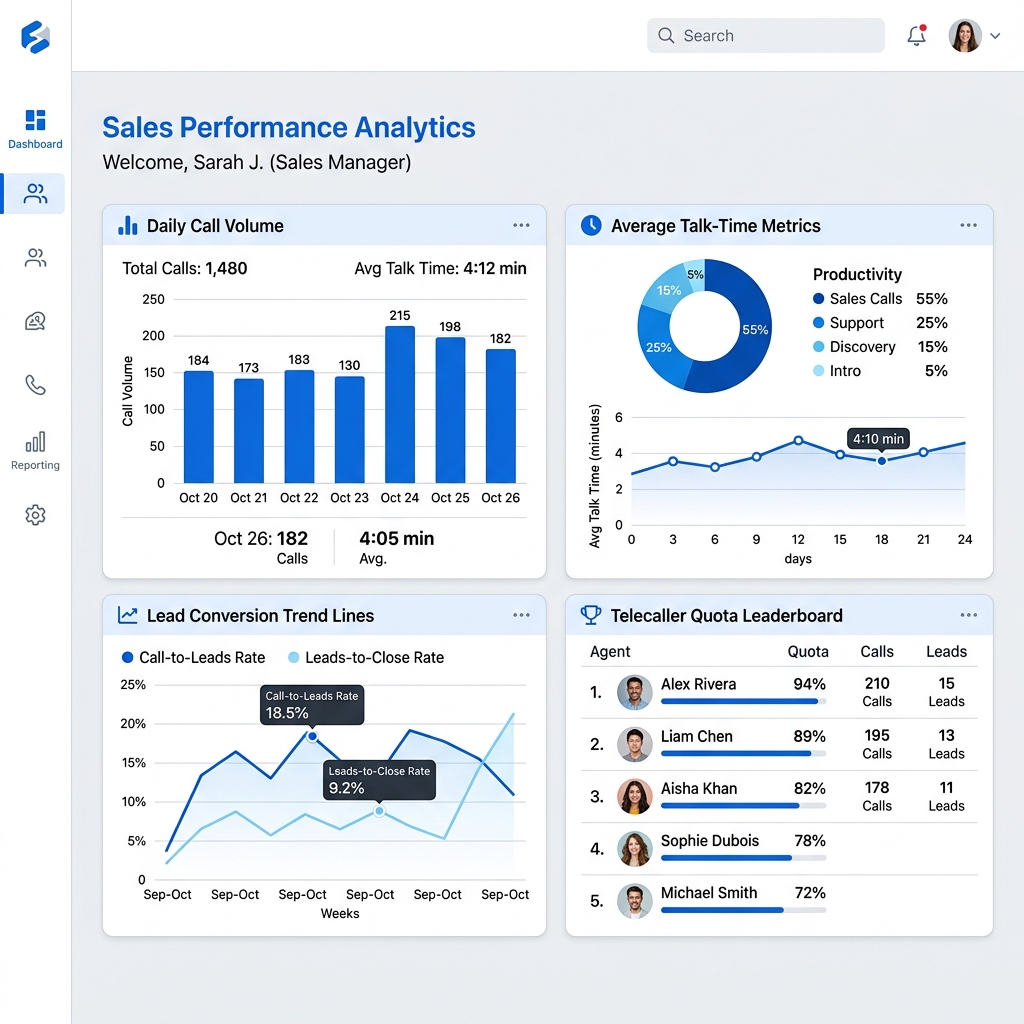 Search
Dashboard
Reporting
Sales Performance Analytics
Welcome, Sarah J. (Sales Manager)
Daily Call Volume
Total Calls: 1,480
Avg Talk Time: 4:12 min
Call Volume
250
200
150
100
50
0
184
173
183
130
215
198
182
Oct 20
Oct 21
Oct 22
Oct 23
Oct 24
Oct 25
Oct 26
Oct 26: 182
Calls
4:05 min
Avg.
Average Talk-Time Metrics
5%
15%
25%
55%
Productivity
Sales Calls 55%
Support 25%
Discovery 15%
Intro 5%
Avg Talk Time (minutes)
6
4
2
0
4:10 min
0 3 6 9 12 15 18 21 24
days
Lead Conversion Trend Lines
Call-to-Leads Rate
Leads-to-Close Rate
25%
20%
15%
10%
5%
0
Call-to-Leads Rate
18.5%
Leads-to-Close Rate
9.2%
Sep-Oct Sep-Oct Sep-Oct Sep-Oct Sep-Oct Sep-Oct
Weeks
Telecaller Quota Leaderboard
Agent Quota Calls Leads
1. Alex Rivera 94% 210 Calls 15 Leads
2. Liam Chen 89% 195 Calls 13 Leads
3. Aisha Khan 82% 178 Calls 11 Leads
4. Sophie Dubois 78%
5. Michael Smith 72%